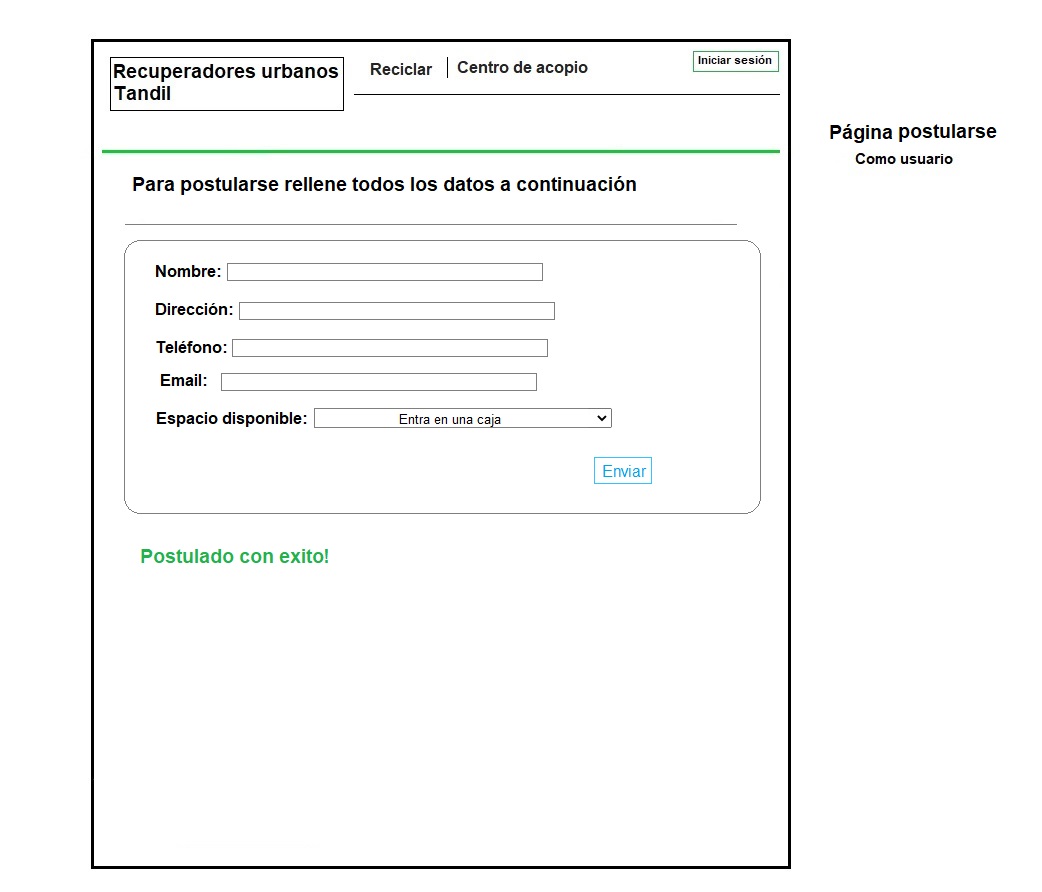 Recuperadores urbanos
Tandil
Reciclar
Centro de acopio
Iniciar sesión
Página postularse
Como usuario
Para postularse rellene todos los datos a continuación
Nombre:
Dirección:
Teléfono:
Email:
Espacio disponible: Entra en una caja
Enviar
Postulado con exito!